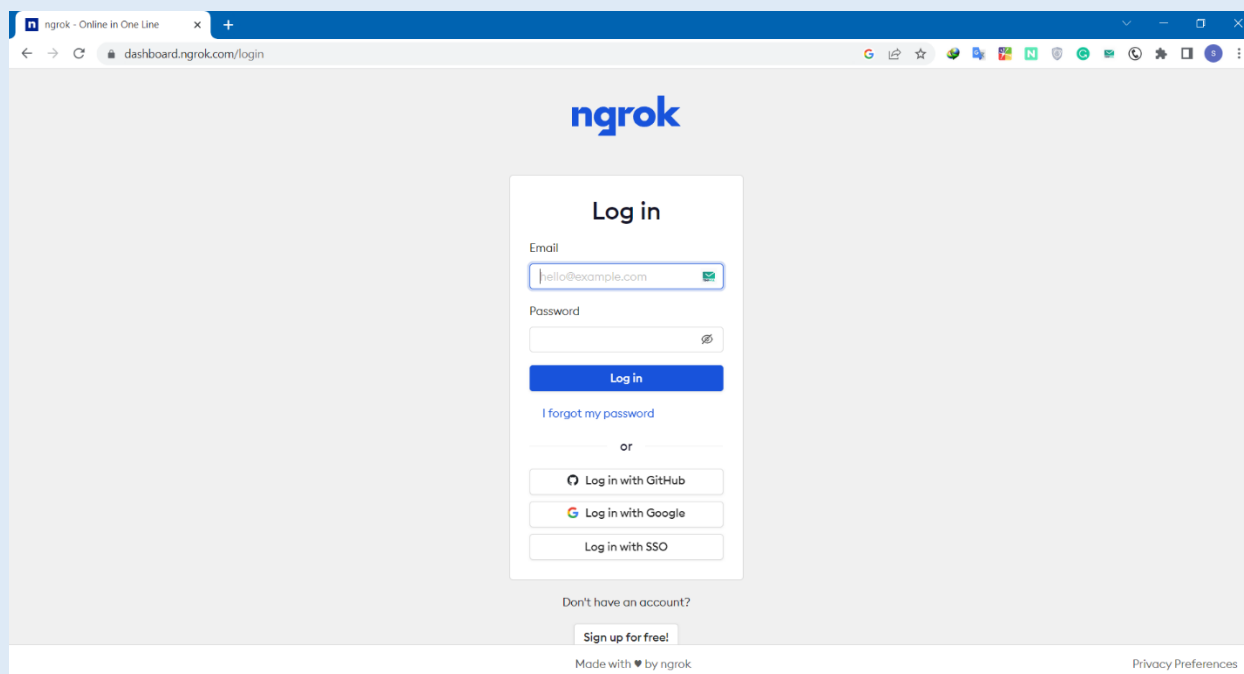 ngrok - Online in One Line
dashboard.ngrok.com/login
ngrok
Log in
Email
hello@example.com
Password
Log in
I forgot my password
or
Log in with GitHub
Log in with Google
Log in with SSO
Don't have an account?
Sign up for free!
Made with ♥ by ngrok
Privacy Preferences